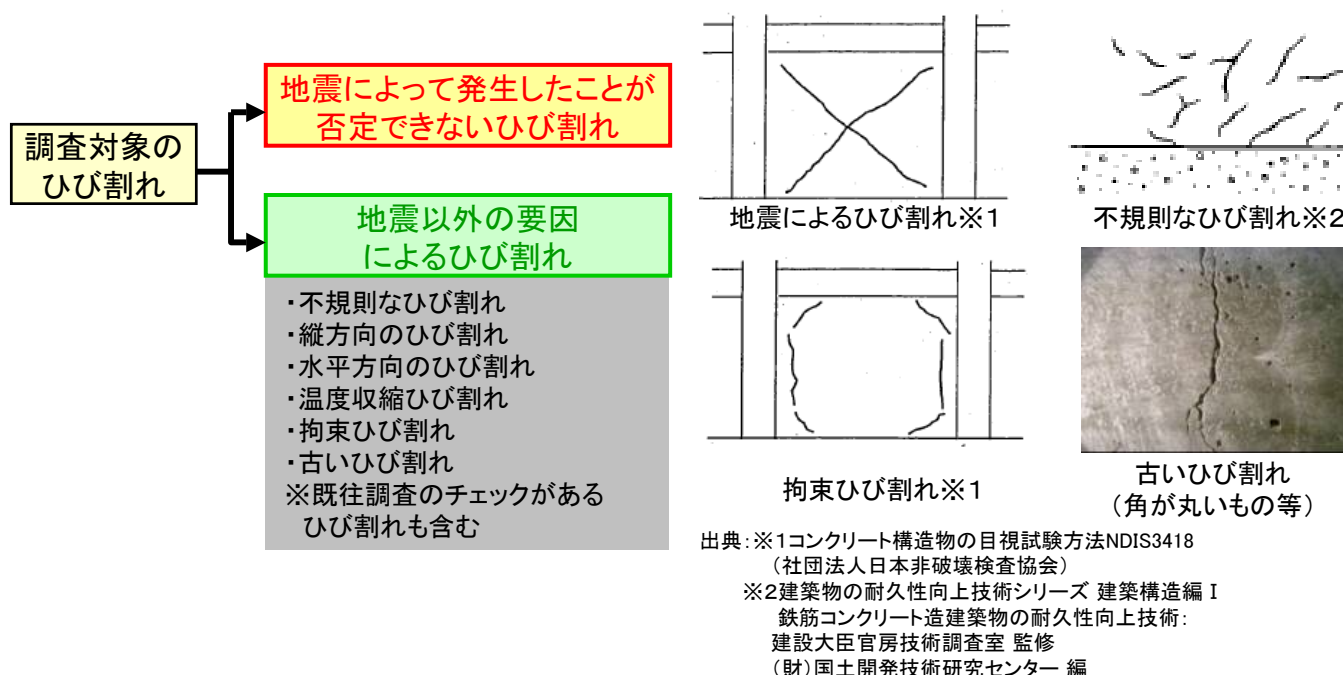 調査対象の
ひび割れ
地震によって発生したことが
否定できないひび割れ
地震以外の要因
によるひび割れ
・不規則なひび割れ
・縦方向のひび割れ
・水平方向のひび割れ
・温度収縮ひび割れ
・拘束ひび割れ
・古いひび割れ
※既往調査のチェックがある
ひび割れも含む
地震によるひび割れ※1
不規則なひび割れ※2
拘束ひび割れ※1
古いひび割れ
(角が丸いもの等)
出典:※1コンクリート構造物の目視試験方法NDIS3418
(社団法人日本非破壊検査協会)
※2建築物の耐久性向上技術シリーズ 建築構造編Ⅰ
鉄筋コンクリート造建築物の耐久性向上技術:
建設大臣官房技術調査室 監修
(財)国土開発技術研究センター 編